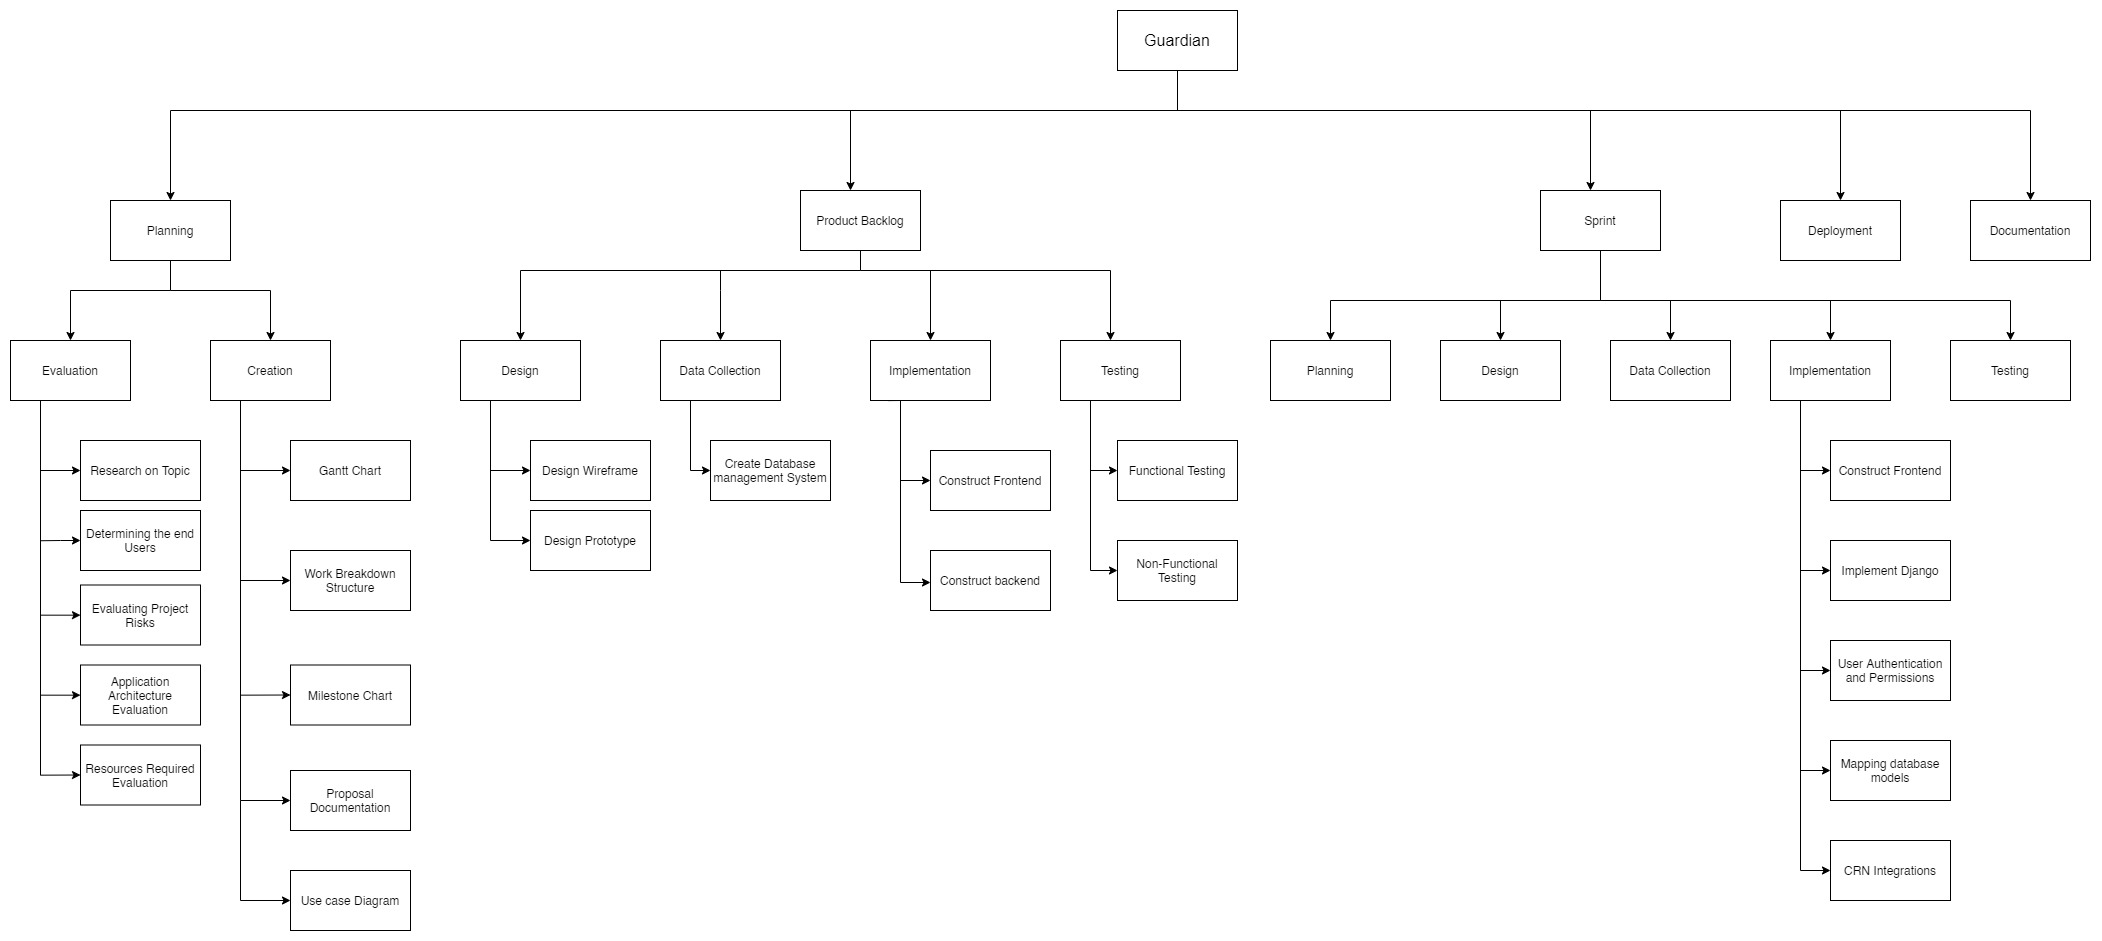 Guardian
Planning
Product Backlog
Sprint
Deployment
Documentation
Evaluation
Creation
Design
Data Collection
Implementation
Testing
Planning
Design
Data Collection
Implementation
Testing
Research on Topic
Determining the end
Users
Evaluating Project
Risks
Application
Architecture
Evaluation
Resources Required
Evaluation
Gantt Chart
Work Breakdown
Structure
Milestone Chart
Proposal
Documentation
Use case Diagram
Design Wireframe
Design Prototype
Create Database
management System
Construct Frontend
Construct backend
Functional Testing
Non-Functional
Testing
Construct Frontend
Implement Django
User Authentication
and Permissions
Mapping database
models
CRN Integrations